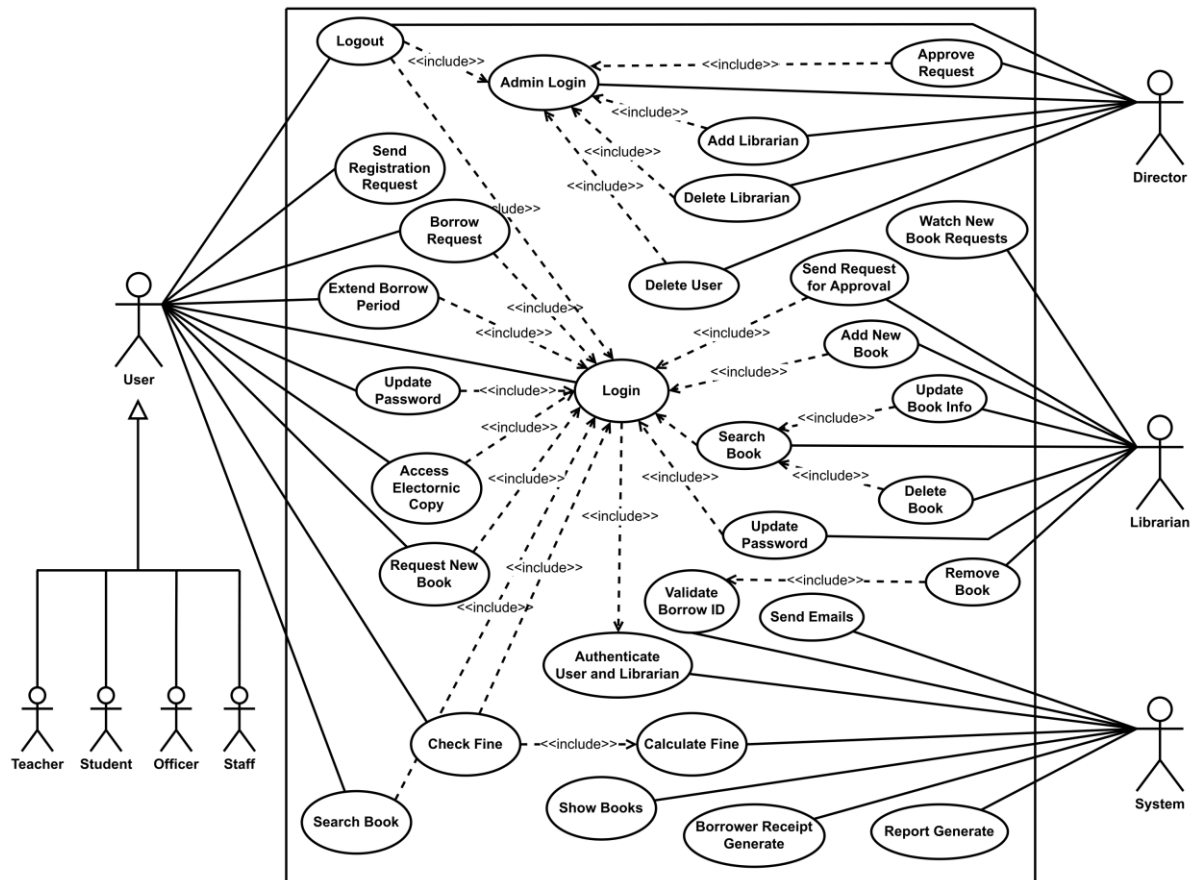 Logout
<<include>>
Admin Login
<<include>>
Approve
Request
<<include>>
Add Librarian
Send
Registration
Request
<<include>>
<<include>>
Delete Librarian
Director
clude>>
Borrow
Request
Watch New
Book Requests
Extend Borrow
Period
<<include>>
<<include>>
Delete User
<<include>>
Send Request
for Approval
User
Update
Password
<<include>>
Login
<<include>>
Add New
Book
<<include>>
Search
Book
<<include>>
Update
Book Info
Access
Electornic
Copy
<<include>>
<<include>>
<<include>>
Delete
Book
Librarian
<<include>>
Update
Password
Request New
Book
<<include>>
Validate
Borrow ID
<<include>>
Remove
Book
<<include>>
Send Emails
Authenticate
User and Librarian
Teacher
Student
Officer
Staff
Check Fine
<<include>>
Calculate Fine
System
Search Book
Show Books
Borrower Receipt
Generate
Report Generate